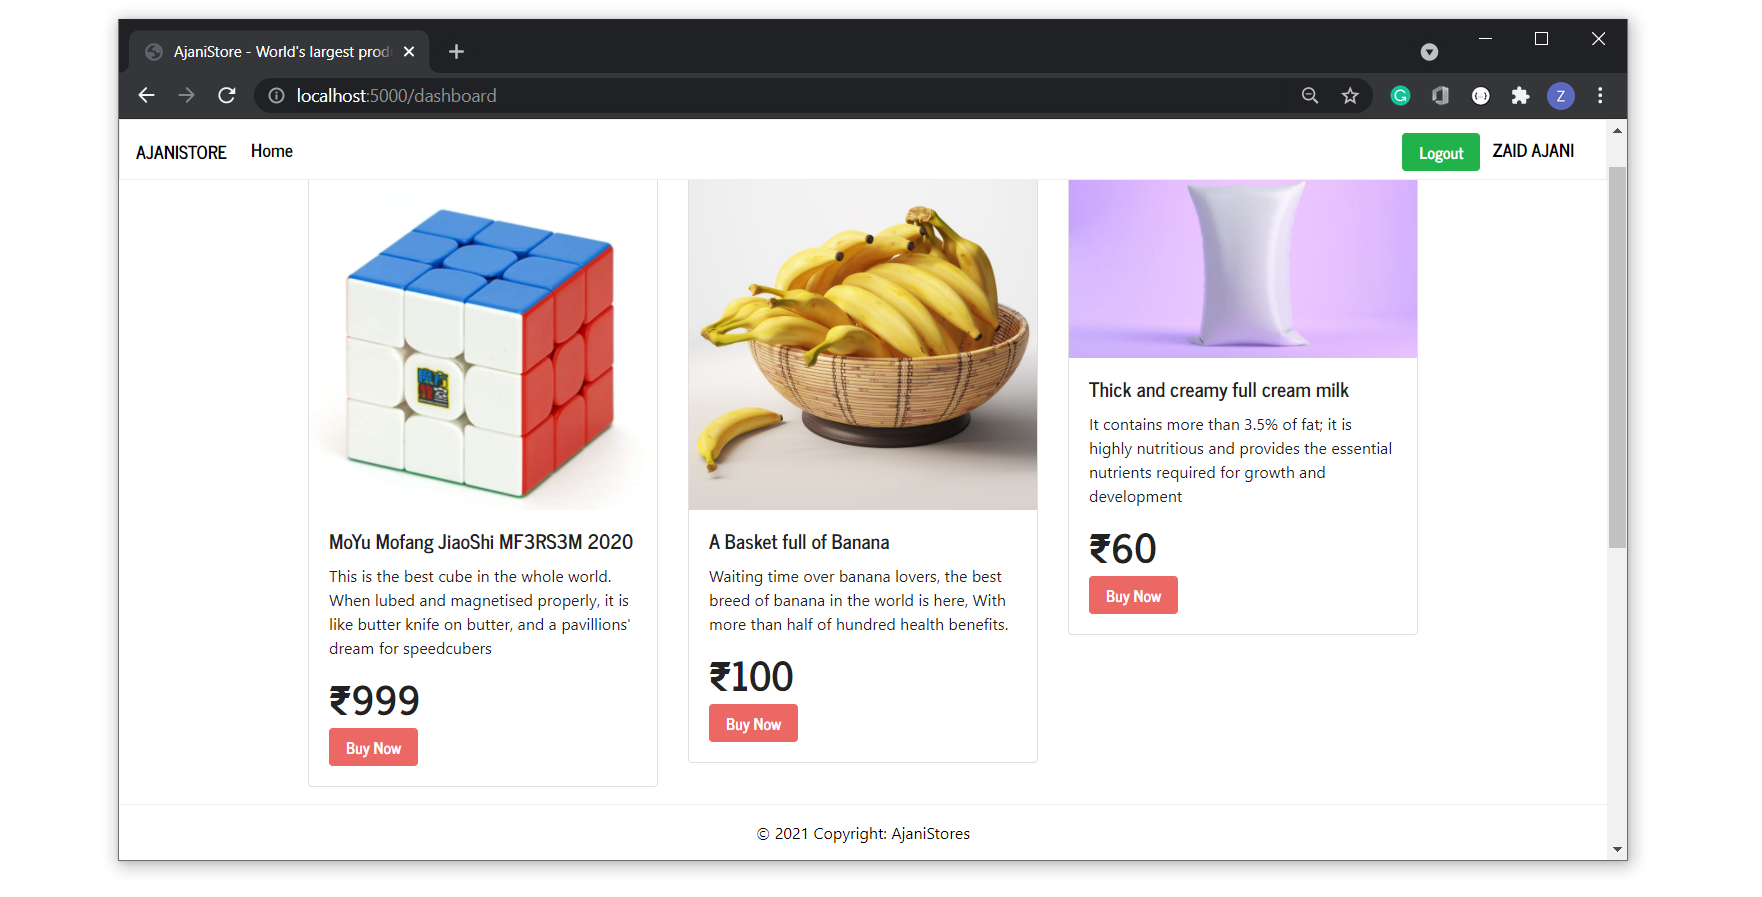 AjaniStore - World's largest prod
localhost:5000/dashboard
Z
AJANISTORE Home
Logout ZAID AJANI
MoYu Mofang JiaoShi MF3RS3M 2020
This is the best cube in the whole world.
When lubed and magnetised properly, it is
like butter knife on butter, and a pavillions'
dream for speedcubers
₹999
Buy Now
A Basket full of Banana
Waiting time over banana lovers, the best
breed of banana in the world is here, With
more than half of hundred health benefits.
₹100
Buy Now
Thick and creamy full cream milk
It contains more than 3.5% of fat; it is
highly nutritious and provides the essential
nutrients required for growth and
development
₹60
Buy Now
© 2021 Copyright: AjaniStores